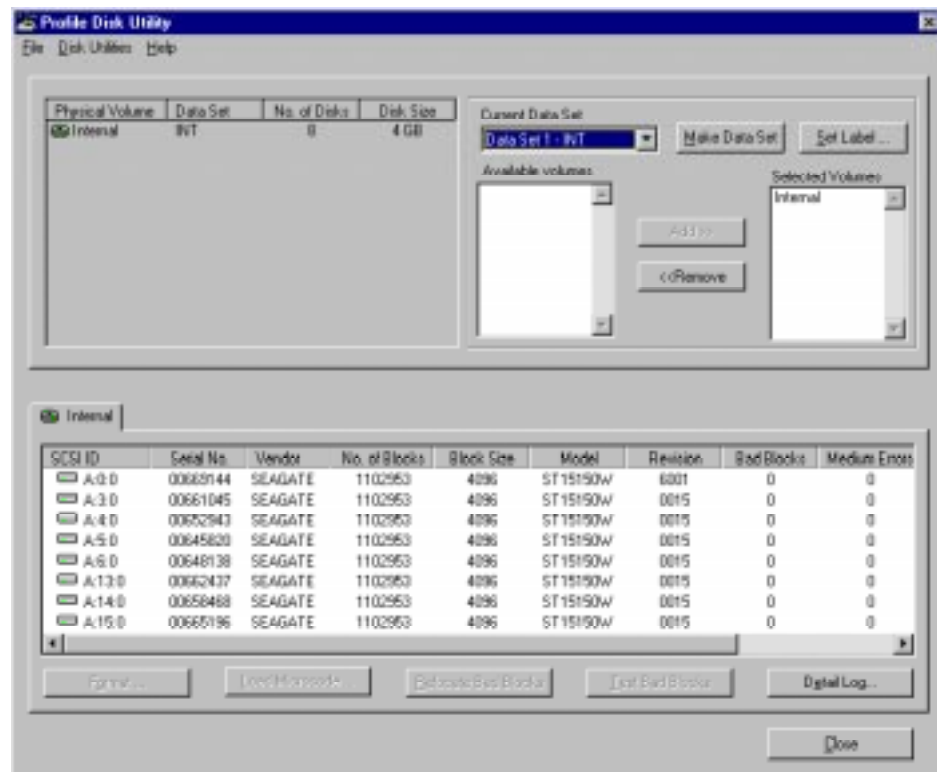 Profile Disk Utility
File Disk Utilities Help
Physical Volume Data Set No. of Disks Disk Size
Internal INT 8 4 GB
Current Data Set
Data Set 1 - INT Make Data Set Set Label ...
Available volumes Selected Volumes
Internal
Add >>
<<Remove
Internal
SCSI ID Serial No. Vendor No. of Blocks Block Size Model Revision Bad Blocks Medium Errors
A:0:0 00669144 SEAGATE 1102953 4096 ST15150W 6001 0 0
A:3:0 00661045 SEAGATE 1102953 4096 ST15150W 0015 0 0
A:4:0 00652943 SEAGATE 1102953 4096 ST15150W 0015 0 0
A:5:0 00645820 SEAGATE 1102953 4096 ST15150W 0015 0 0
A:6:0 00648138 SEAGATE 1102953 4096 ST15150W 0015 0 0
A:13:0 00662437 SEAGATE 1102953 4096 ST15150W 0015 0 0
A:14:0 00658468 SEAGATE 1102953 4096 ST15150W 0015 0 0
A:15:0 00665196 SEAGATE 1102953 4096 ST15150W 0015 0 0
Format... Load Microcode... Relocate Bad Blocks Test Bad Blocks Detail Log...
Close